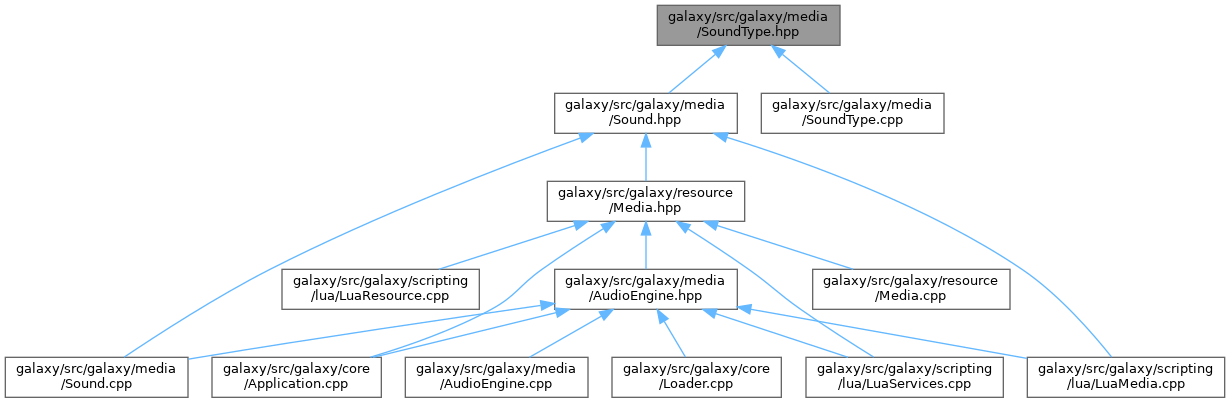 galaxy/src/galaxy/media
/SoundType.hpp
galaxy/src/galaxy/media
/Sound.hpp
galaxy/src/galaxy/media
/SoundType.cpp
galaxy/src/galaxy/resource
/Media.hpp
galaxy/src/galaxy/scripting
/lua/LuaResource.cpp
galaxy/src/galaxy/media
/AudioEngine.hpp
galaxy/src/galaxy/resource
/Media.cpp
galaxy/src/galaxy/media
/Sound.cpp
galaxy/src/galaxy/core
/Application.cpp
galaxy/src/galaxy/media
/AudioEngine.cpp
galaxy/src/galaxy/core
/Loader.cpp
galaxy/src/galaxy/scripting
/lua/LuaServices.cpp
galaxy/src/galaxy/scripting
/lua/LuaMedia.cpp